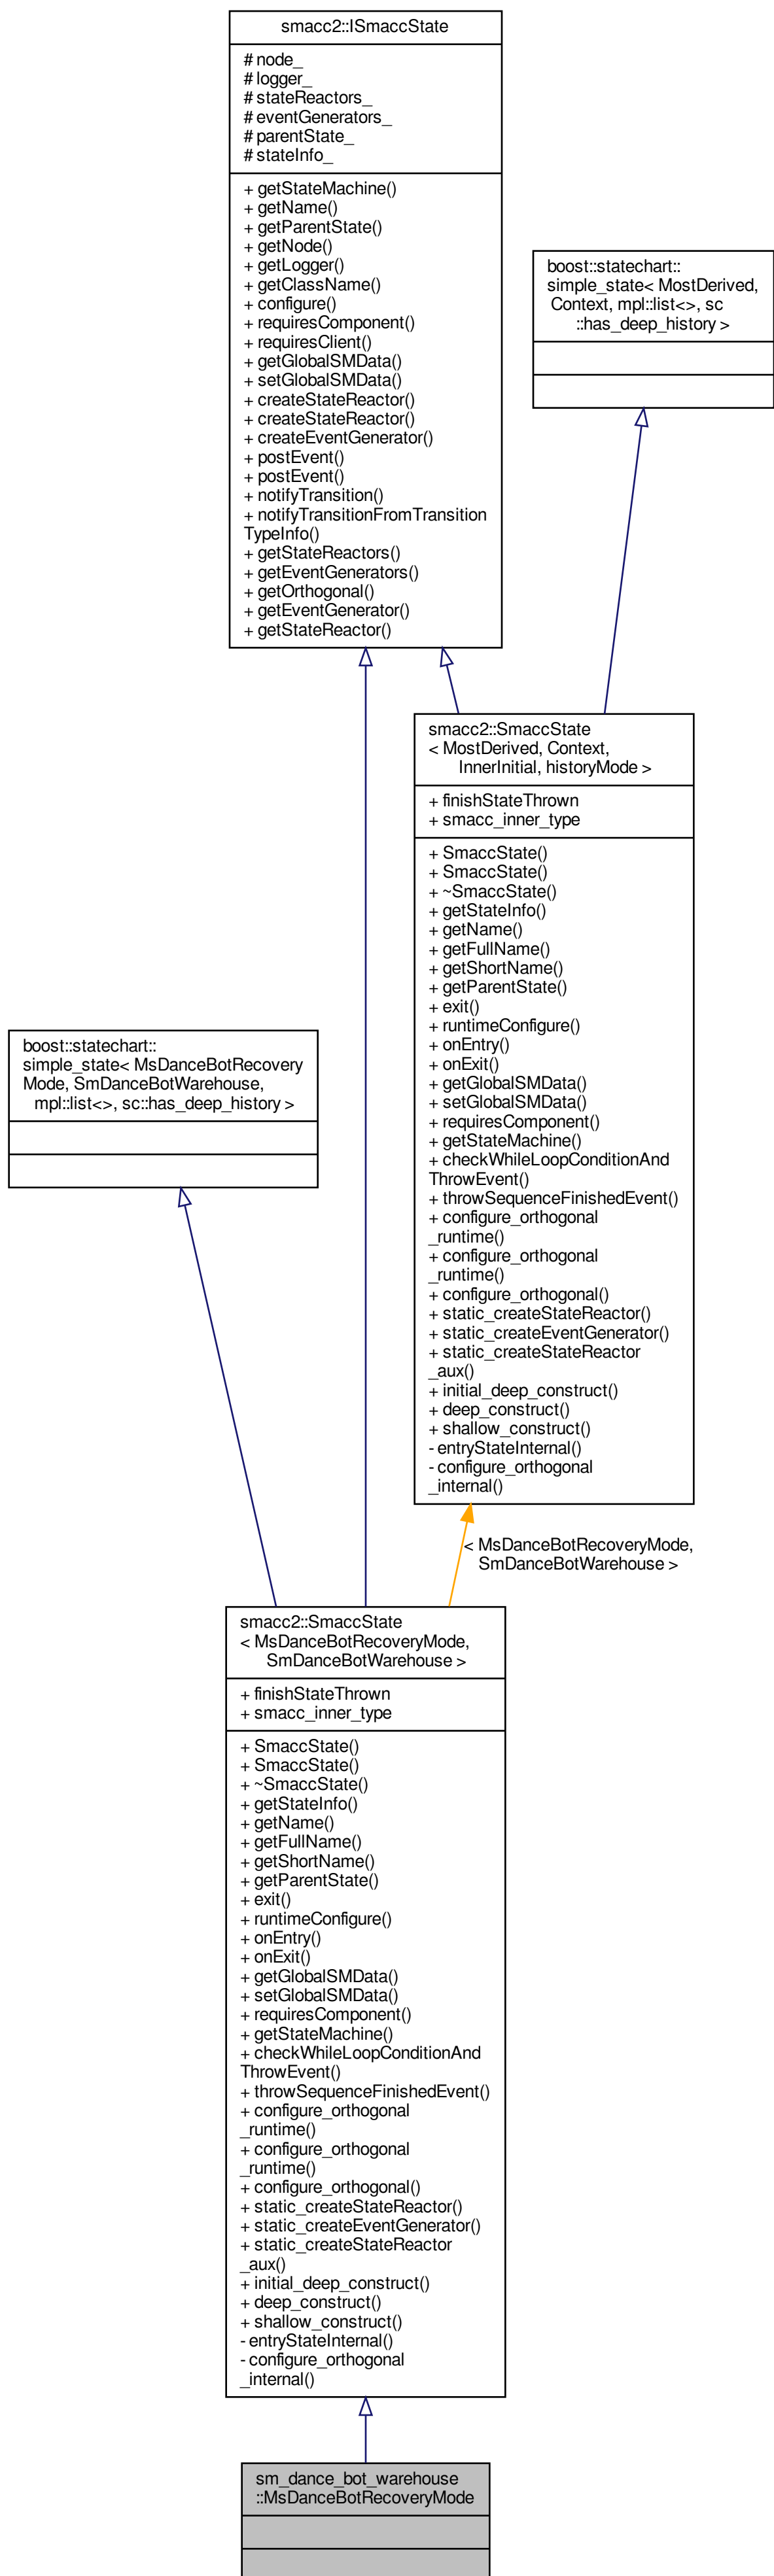 smacc2::ISmaccState
# node_
# logger_
# stateReactors_
# eventGenerators_
# parentState_
# stateInfo_
+ getStateMachine()
+ getName()
+ getParentState()
+ getNode()
+ getLogger()
+ getClassName()
+ configure()
+ requiresComponent()
+ requiresClient()
+ getGlobalSMData()
+ setGlobalSMData()
+ createStateReactor()
+ createStateReactor()
+ createEventGenerator()
+ postEvent()
+ postEvent()
+ notifyTransition()
+ notifyTransitionFromTransition
TypeInfo()
+ getStateReactors()
+ getEventGenerators()
+ getOrthogonal()
+ getEventGenerator()
+ getStateReactor()
boost::statechart::
simple_state< MostDerived,
Context, mpl::list<>, sc
::has_deep_history >
smacc2::SmaccState
< MostDerived, Context,
InnerInitial, historyMode >
+ finishStateThrown
+ smacc_inner_type
+ SmaccState()
+ SmaccState()
+ ~SmaccState()
+ getStateInfo()
+ getName()
+ getFullName()
+ getShortName()
+ getParentState()
+ exit()
+ runtimeConfigure()
+ onEntry()
+ onExit()
+ getGlobalSMData()
+ setGlobalSMData()
+ requiresComponent()
+ getStateMachine()
+ checkWhileLoopConditionAnd
ThrowEvent()
+ throwSequenceFinishedEvent()
+ configure_orthogonal
_runtime()
+ configure_orthogonal
_runtime()
+ configure_orthogonal()
+ static_createStateReactor()
+ static_createEventGenerator()
+ static_createStateReactor
_aux()
+ initial_deep_construct()
+ deep_construct()
+ shallow_construct()
- entryStateInternal()
- configure_orthogonal
_internal()
boost::statechart::
simple_state< MsDanceBotRecovery
Mode, SmDanceBotWarehouse,
mpl::list<>, sc::has_deep_history >
< MsDanceBotRecoveryMode,
SmDanceBotWarehouse >
smacc2::SmaccState
< MsDanceBotRecoveryMode,
SmDanceBotWarehouse >
+ finishStateThrown
+ smacc_inner_type
+ SmaccState()
+ SmaccState()
+ ~SmaccState()
+ getStateInfo()
+ getName()
+ getFullName()
+ getShortName()
+ getParentState()
+ exit()
+ runtimeConfigure()
+ onEntry()
+ onExit()
+ getGlobalSMData()
+ setGlobalSMData()
+ requiresComponent()
+ getStateMachine()
+ checkWhileLoopConditionAnd
ThrowEvent()
+ throwSequenceFinishedEvent()
+ configure_orthogonal
_runtime()
+ configure_orthogonal
_runtime()
+ configure_orthogonal()
+ static_createStateReactor()
+ static_createEventGenerator()
+ static_createStateReactor
_aux()
+ initial_deep_construct()
+ deep_construct()
+ shallow_construct()
- entryStateInternal()
- configure_orthogonal
_internal()
sm_dance_bot_warehouse
::MsDanceBotRecoveryMode